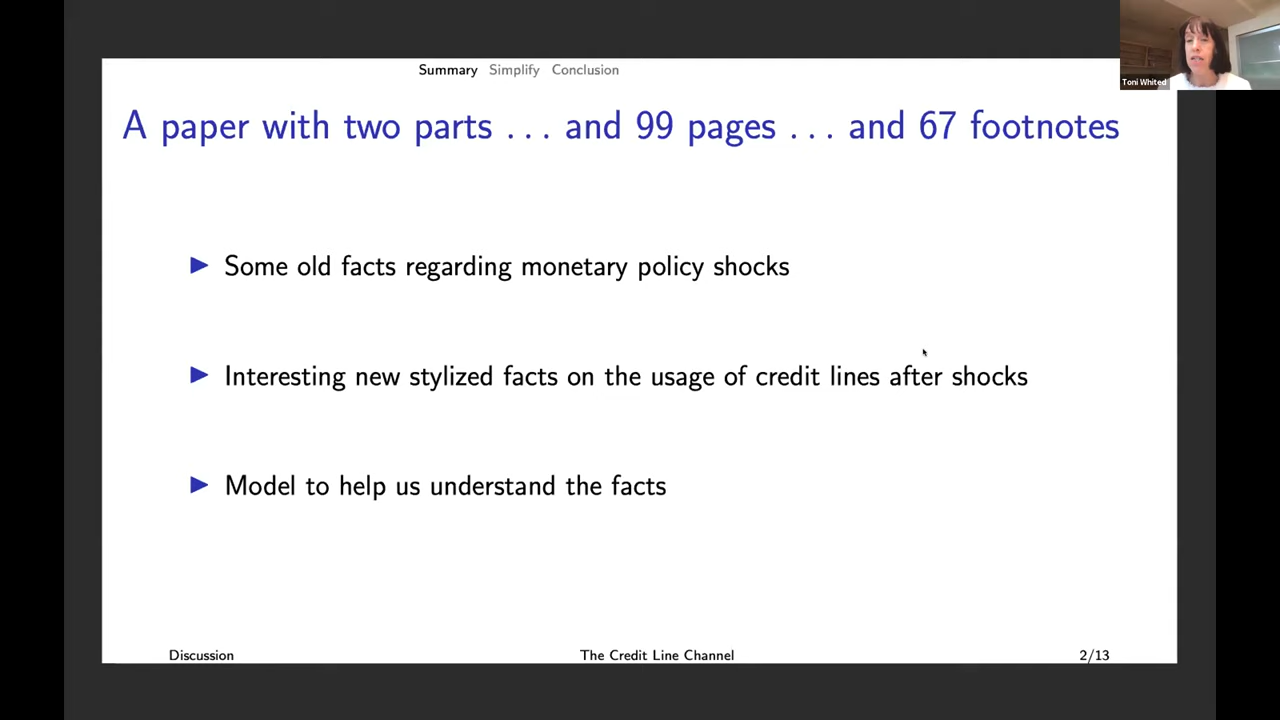 Toni Whited
Summary Simplify Conclusion
A paper with two parts . . . and 99 pages . . . and 67 footnotes
Some old facts regarding monetary policy shocks
Interesting new stylized facts on the usage of credit lines after shocks
Model to help us understand the facts
Discussion The Credit Line Channel 2/13